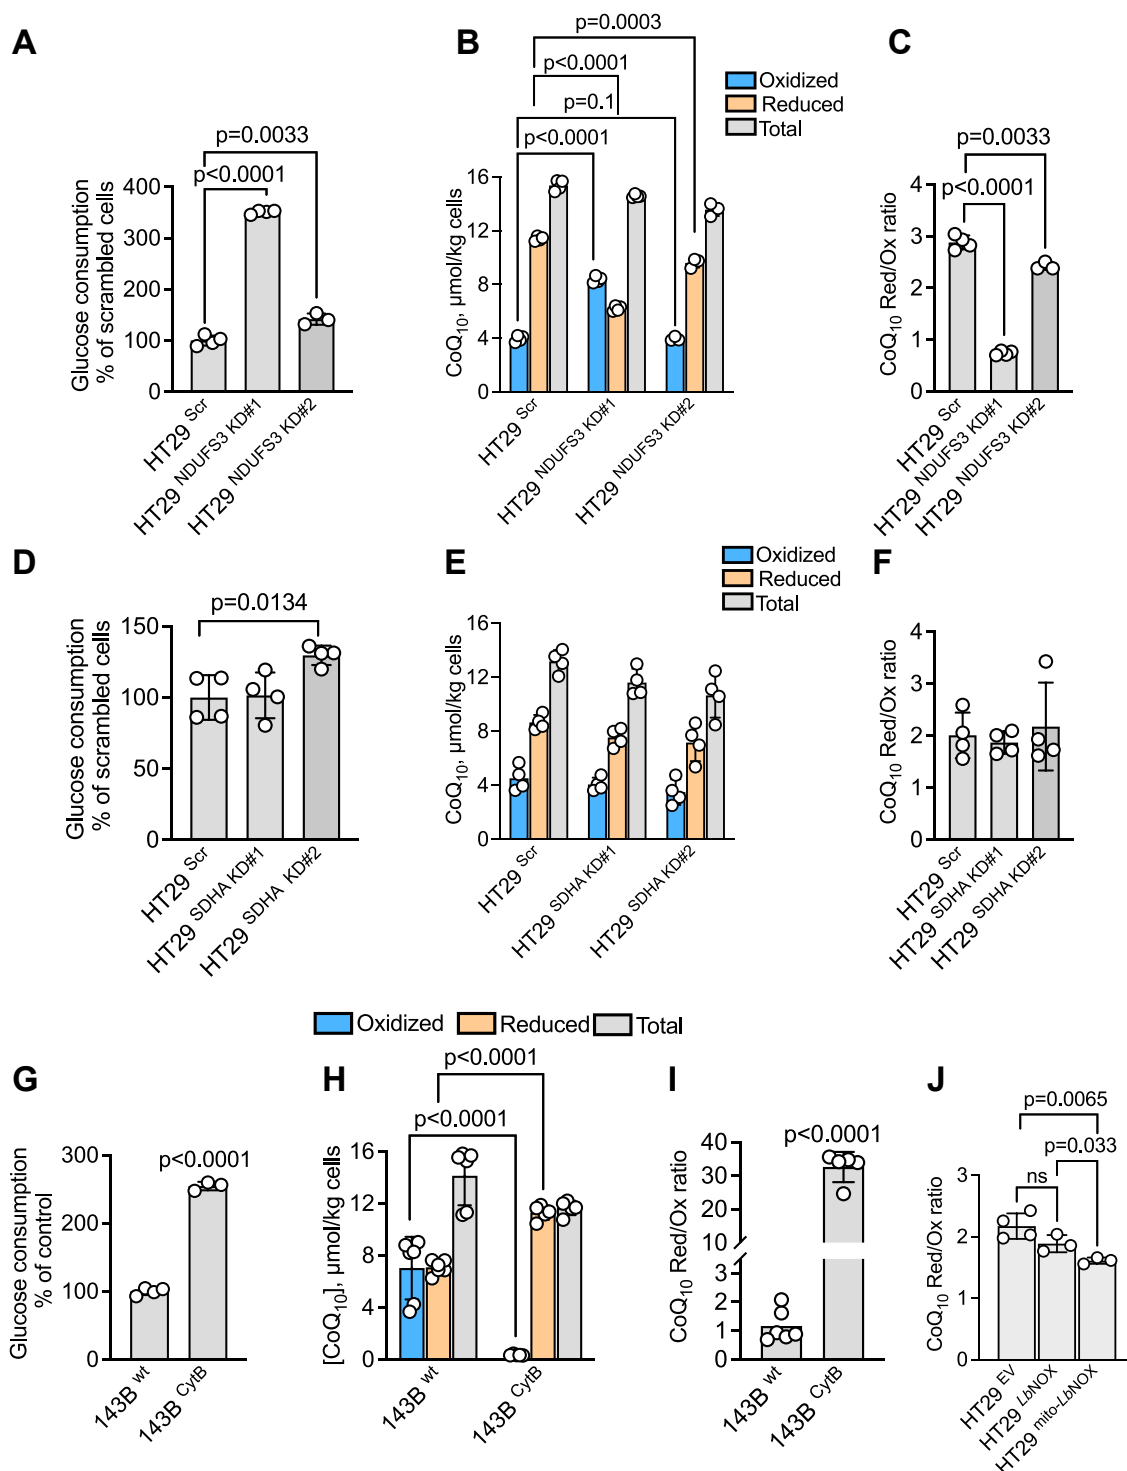 A
p=0.0033
p<0.0001
Glucose consumption
% of scrambled cells
400
300
200
100
0
HT29 Scr
HT29 NDUFS3 KD#1
HT29 NDUFS3 KD#2
B
p=0.0003
p<0.0001
p=0.1
p<0.0001
Oxidized
Reduced
Total
CoQ10, μmol/kg cells
16
12
8
4
0
HT29 Scr
HT29 NDUFS3 KD#1
HT29 NDUFS3 KD#2
C
p=0.0033
p<0.0001
CoQ10 Red/Ox ratio
4
3
2
1
0
HT29 Scr
HT29 NDUFS3 KD#1
HT29 NDUFS3 KD#2
D
p=0.0134
Glucose consumption
% of scrambled cells
150
100
50
0
HT29 Scr
HT29 SDHA KD#1
HT29 SDHA KD#2
E
Oxidized
Reduced
Total
CoQ10, μmol/kg cells
16
12
8
4
0
HT29 Scr
HT29 SDHA KD#1
HT29 SDHA KD#2
F
CoQ10 Red/Ox ratio
4
3
2
1
0
HT29 Scr
HT29 SDHA KD#1
HT29 SDHA KD#2
Oxidized
Reduced
Total
G
p<0.0001
Glucose consumption
% of control
300
200
100
0
143B wt
143B CytB
H
p<0.0001
p<0.0001
[CoQ10], μmol/kg cells
16
12
8
4
0
143B wt
143B CytB
I
p<0.0001
CoQ10 Red/Ox ratio
40
30
20
10
3
2
1
0
143B wt
143B CytB
J
p=0.0065
p=0.033
ns
CoQ10 Red/Ox ratio
2
1
0
HT29 EV
HT29 LbNOX
HT29 mito-LbNOX